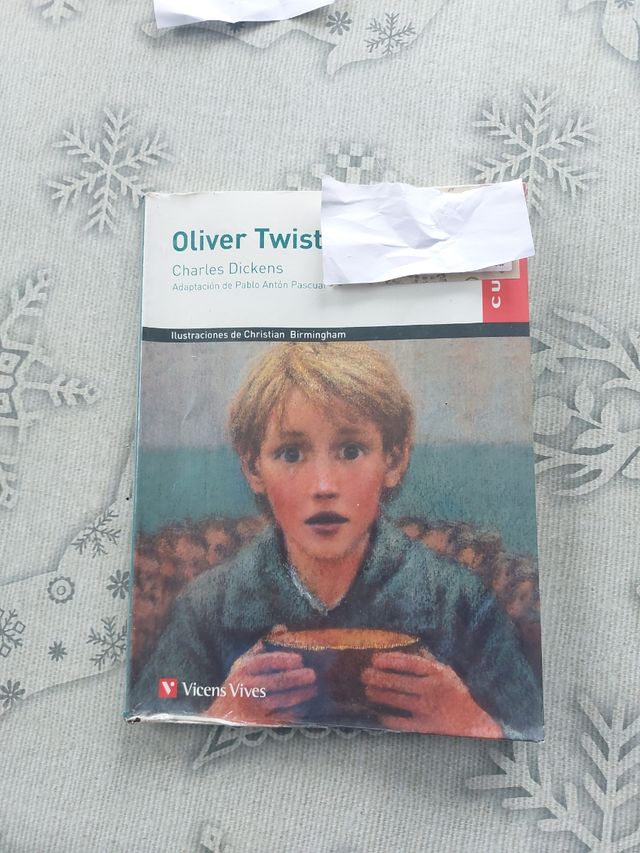 Oliver Twist
Charles Dickens
Adaptación de Pablo Antón Pascual
Ilustraciones de Christian Birmingham
Vicens Vives